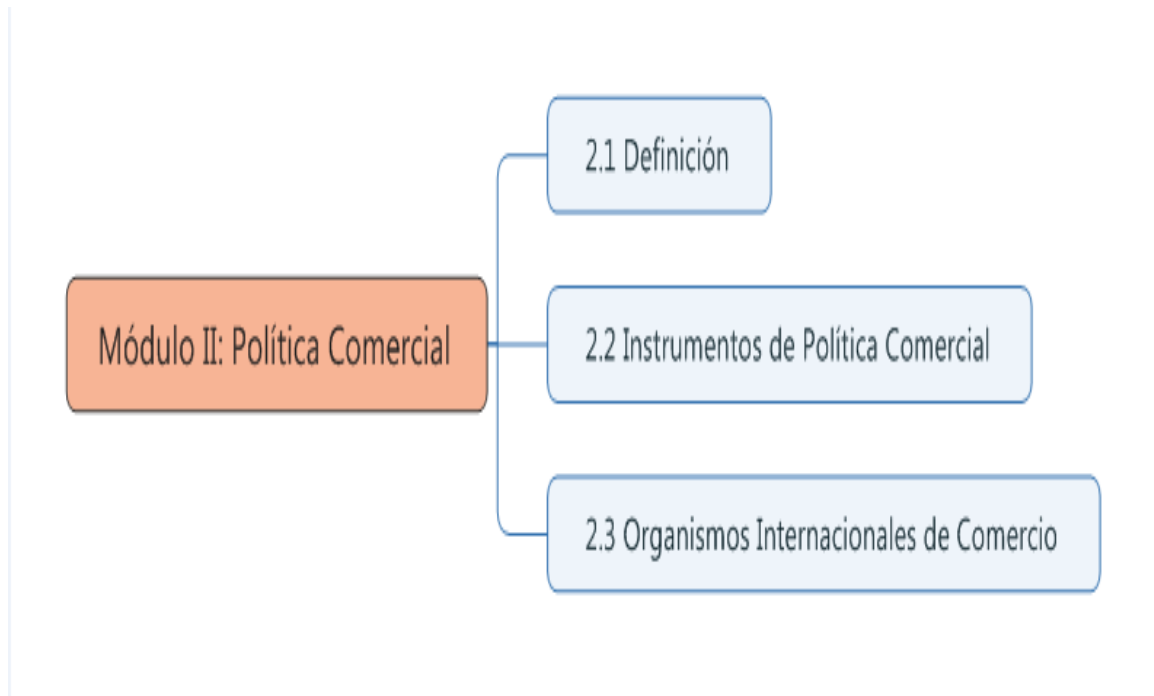 2.1 Definición
Módulo II: Política Comercial
2.2 Instrumentos de Política Comercial
2.3 Organismos Internacionales de Comercio